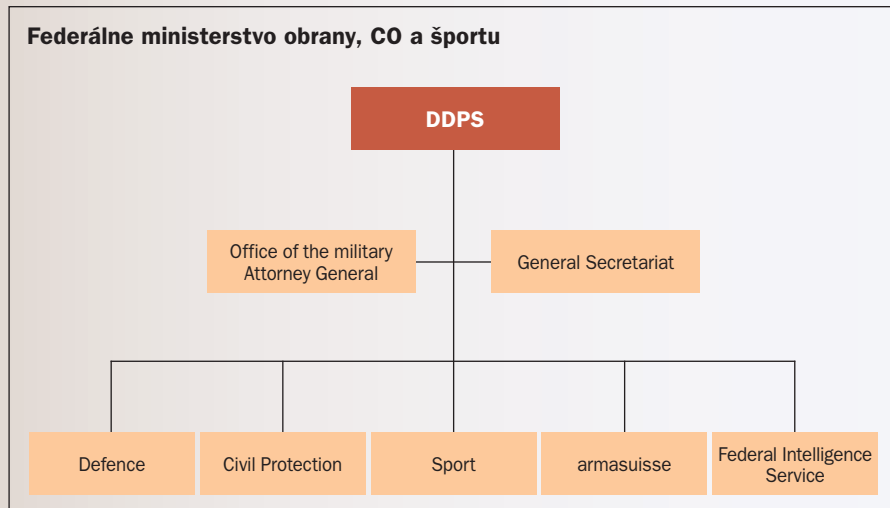 Federálne ministerstvo obrany, CO a športu
DDPS
Office of the military
Attorney General
General Secretariat
Defence
Civil Protection
Sport
armasuisse
Federal Intelligence
Service